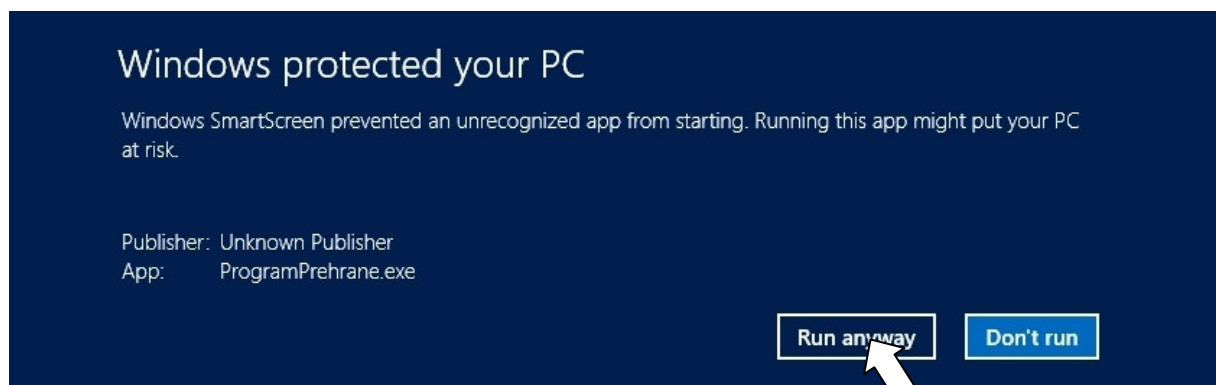 Windows protected your PC
Windows SmartScreen prevented an unrecognized app from starting. Running this app might put your PC
at risk.
Publisher: Unknown Publisher
App: ProgramPrehrane.exe
Run anyway Don't run